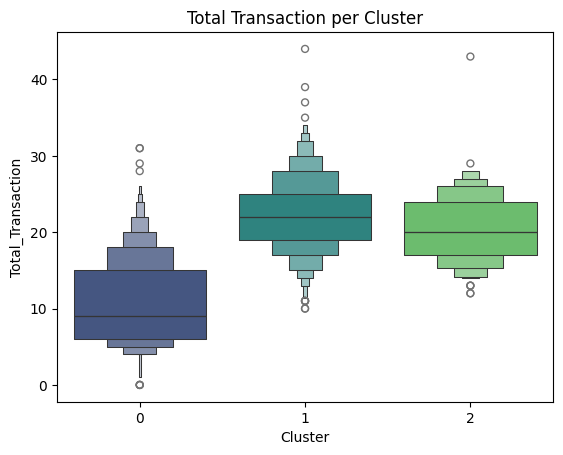 Total Transaction per Cluster
Total_Transaction
40
30
20
10
0
0 1 2
Cluster